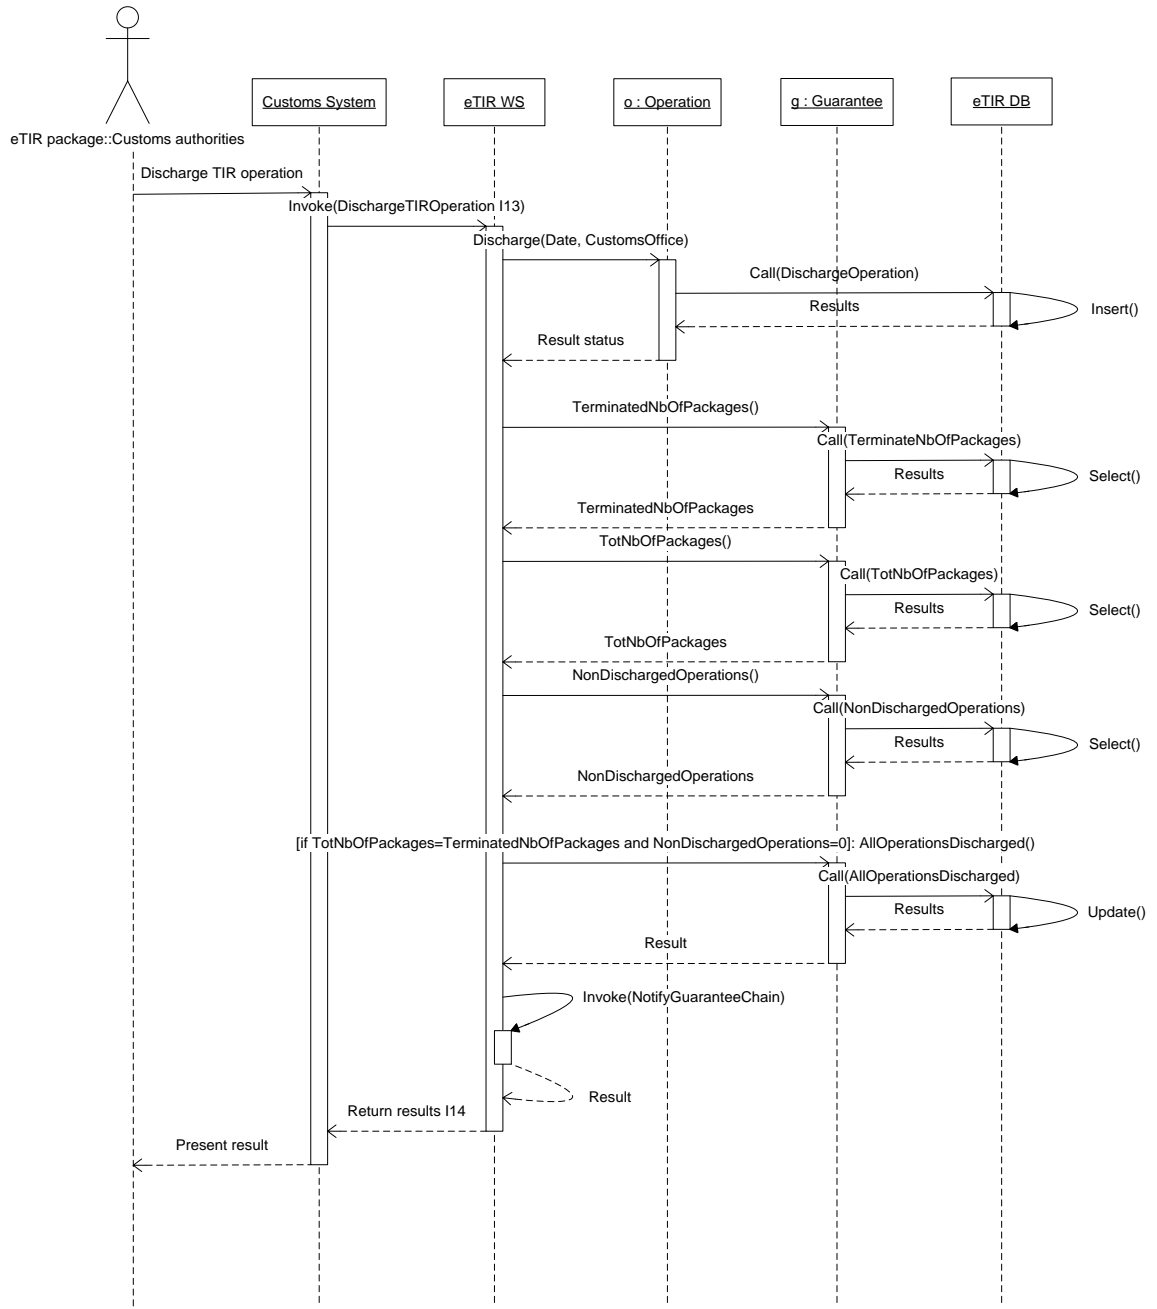 Customs System
eTIR WS
o : Operation
g : Guarantee
eTIR DB
eTIR package::Customs authorities
Discharge TIR operation
Invoke(DischargeTIROperation I13)
Discharge(Date, CustomsOffice)
Call(DischargeOperation)
Results
Insert()
Result status
TerminatedNbOfPackages()
Call(TerminateNbOfPackages)
Results
Select()
TerminatedNbOfPackages
TotNbOfPackages()
Call(TotNbOfPackages)
Results
Select()
TotNbOfPackages
NonDischargedOperations()
Call(NonDischargedOperations)
Results
Select()
NonDischargedOperations
[if TotNbOfPackages=TerminatedNbOfPackages and NonDischargedOperations=0]: AllOperationsDischarged()
Call(AllOperationsDischarged)
Results
Update()
Result
Invoke(NotifyGuaranteeChain)
Result
Return results I14
Present result